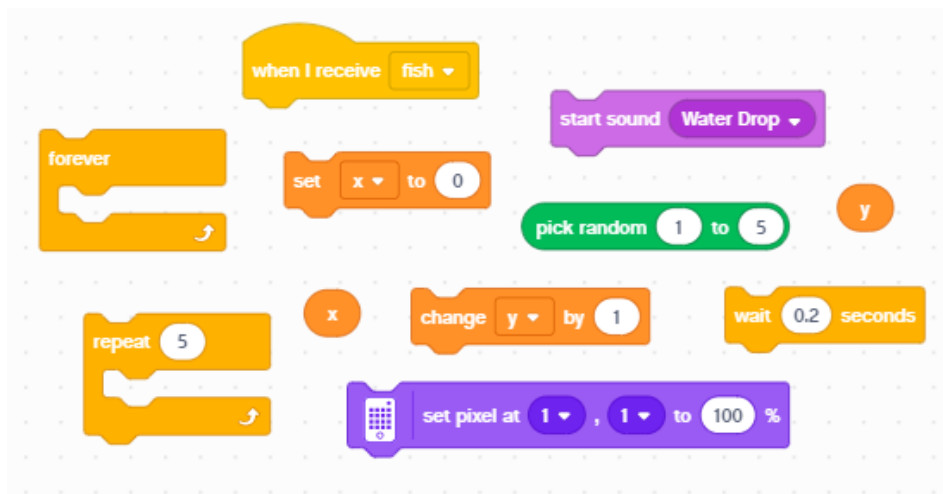 when I receive fish
start sound Water Drop
forever
set x to 0
pick random 1 to 5
y
x
change y by 1
wait 0.2 seconds
repeat 5
set pixel at 1 , 1 to 100 %